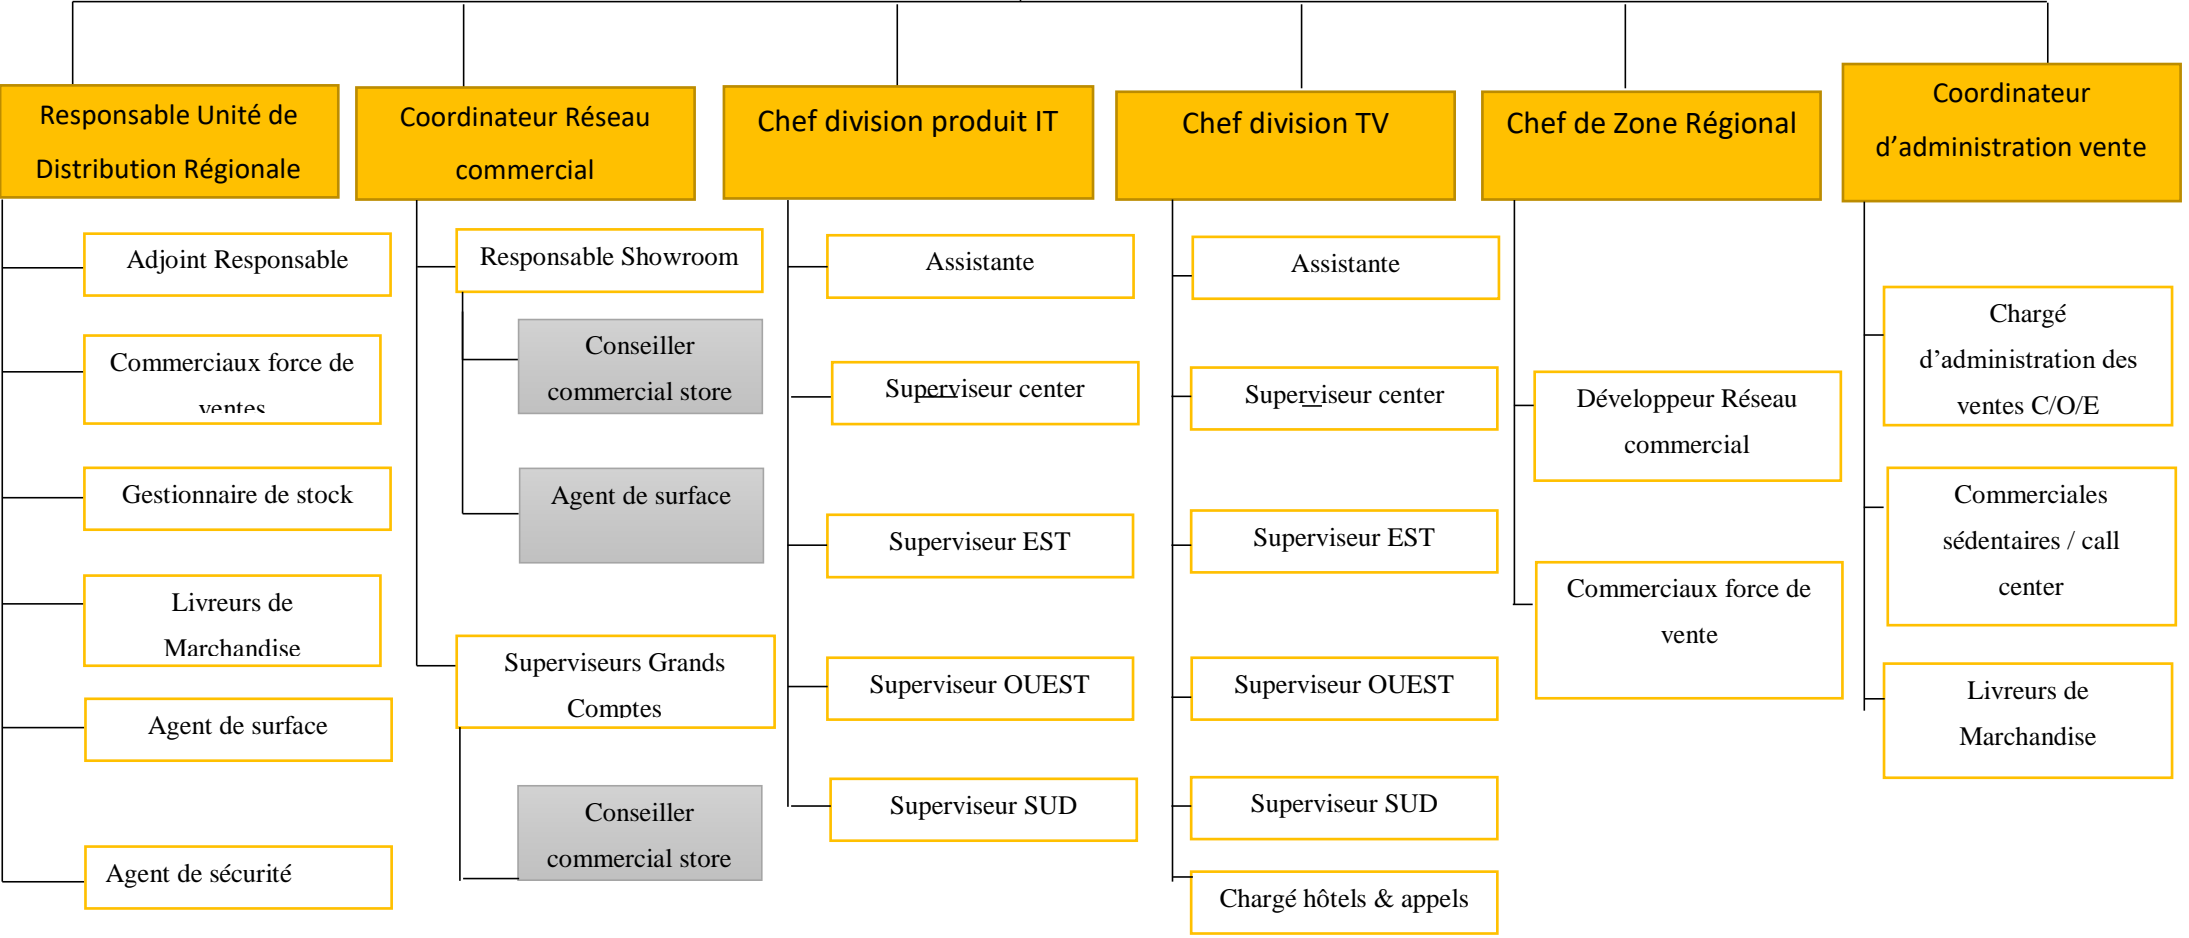 Responsable Unité de
Distribution Régionale
Adjoint Responsable
Commerciaux force de
ventes
Gestionnaire de stock
Livreurs de
Marchandise
Agent de surface
Agent de sécurité
Coordinateur Réseau
commercial
Responsable Showroom
Conseiller
commercial store
Agent de surface
Superviseurs Grands
Comptes
Conseiller
commercial store
Chef division produit IT
Assistante
Superviseur center
Superviseur EST
Superviseur OUEST
Superviseur SUD
Chef division TV
Assistante
Superviseur center
Superviseur EST
Superviseur OUEST
Superviseur SUD
Chargé hôtels & appels
Chef de Zone Régional
Développeur Réseau
commercial
Commerciaux force de
vente
Coordinateur
d’administration vente
Chargé
d’administration des
ventes C/O/E
Commerciales
sédentaires / call
center
Livreurs de
Marchandise